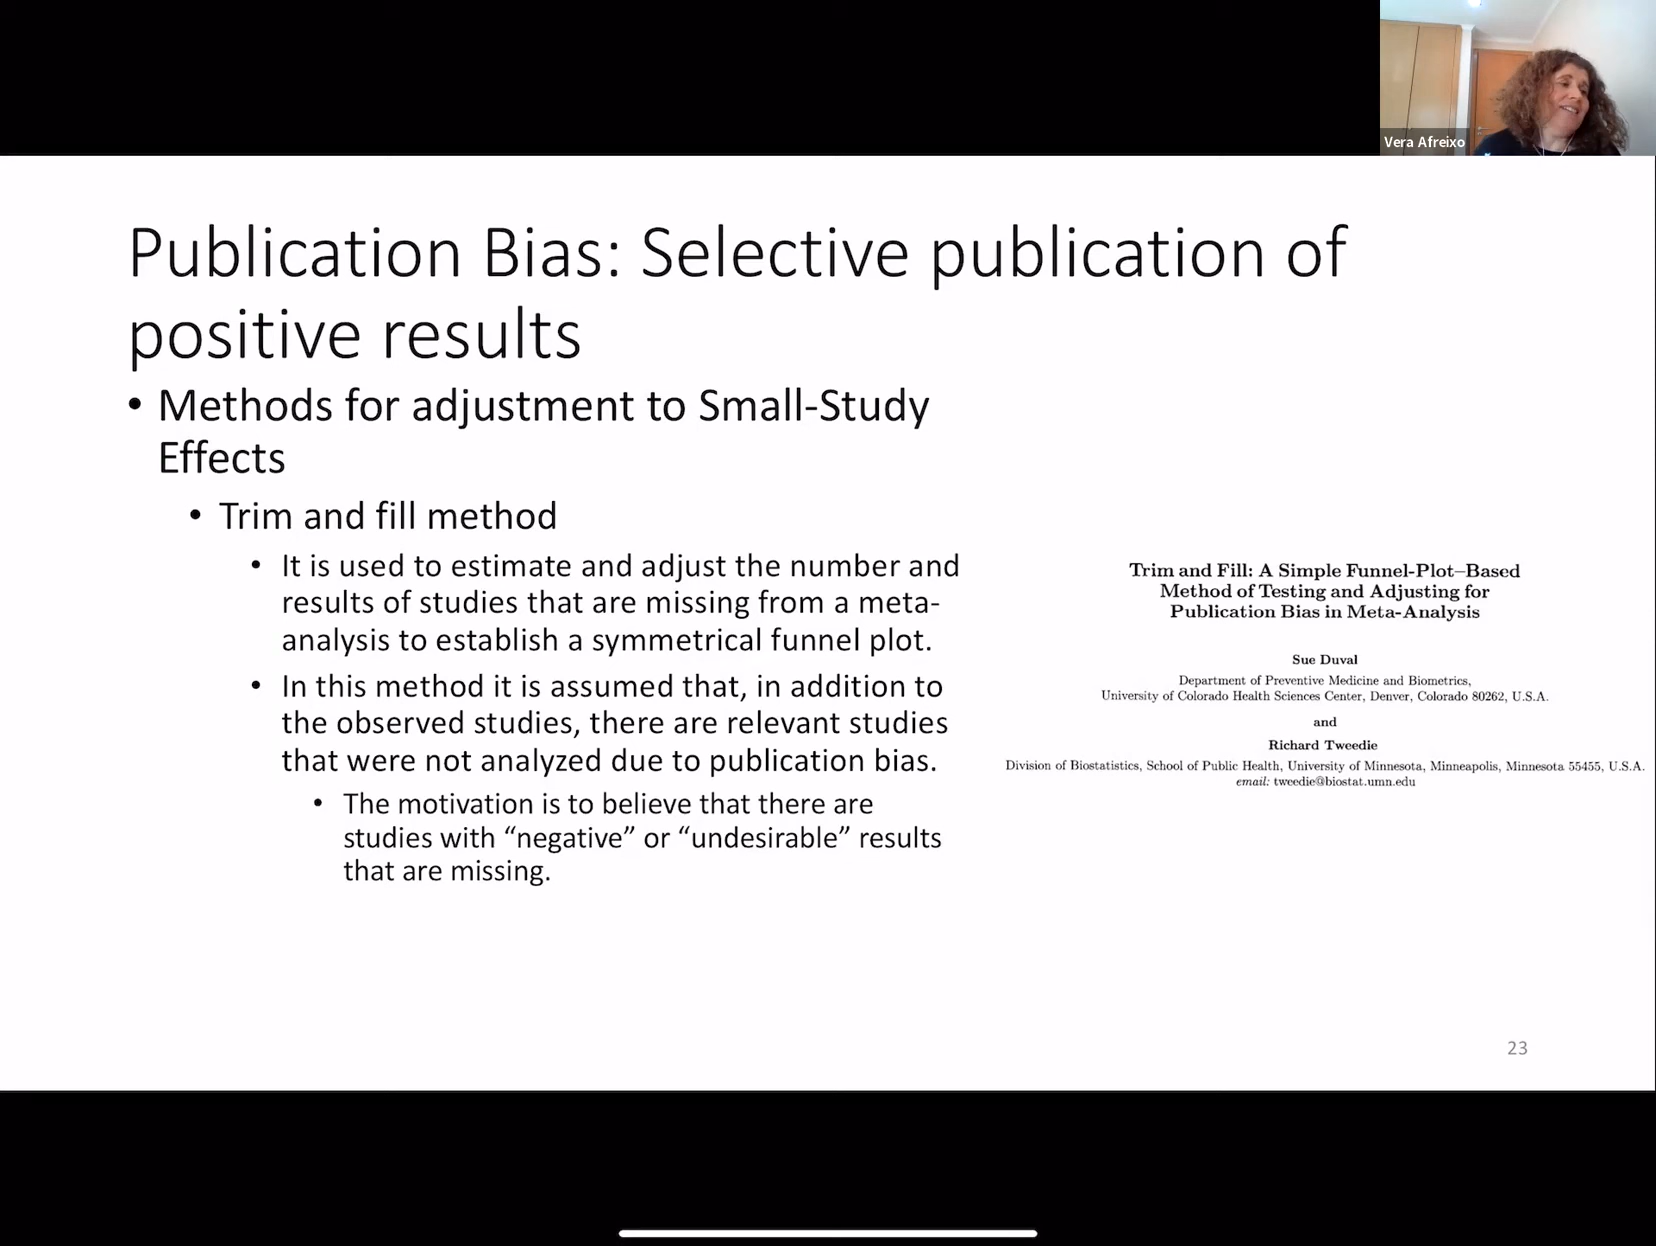 Vera Afreixo
Publication Bias: Selective publication of
positive results
• Methods for adjustment to Small-Study
Effects
• Trim and fill method
• It is used to estimate and adjust the number and
results of studies that are missing from a meta-
analysis to establish a symmetrical funnel plot.
• In this method it is assumed that, in addition to
the observed studies, there are relevant studies
that were not analyzed due to publication bias.
• The motivation is to believe that there are
studies with “negative” or “undesirable” results
that are missing.
Trim and Fill: A Simple Funnel-Plot–Based
Method of Testing and Adjusting for
Publication Bias in Meta-Analysis
Sue Duval
Department of Preventive Medicine and Biometrics,
University of Colorado Health Sciences Center, Denver, Colorado 80262, U.S.A.
and
Richard Tweedie
Division of Biostatistics, School of Public Health, University of Minnesota, Minneapolis, Minnesota 55455, U.S.A.
email: tweedie@biostat.umn.edu
23